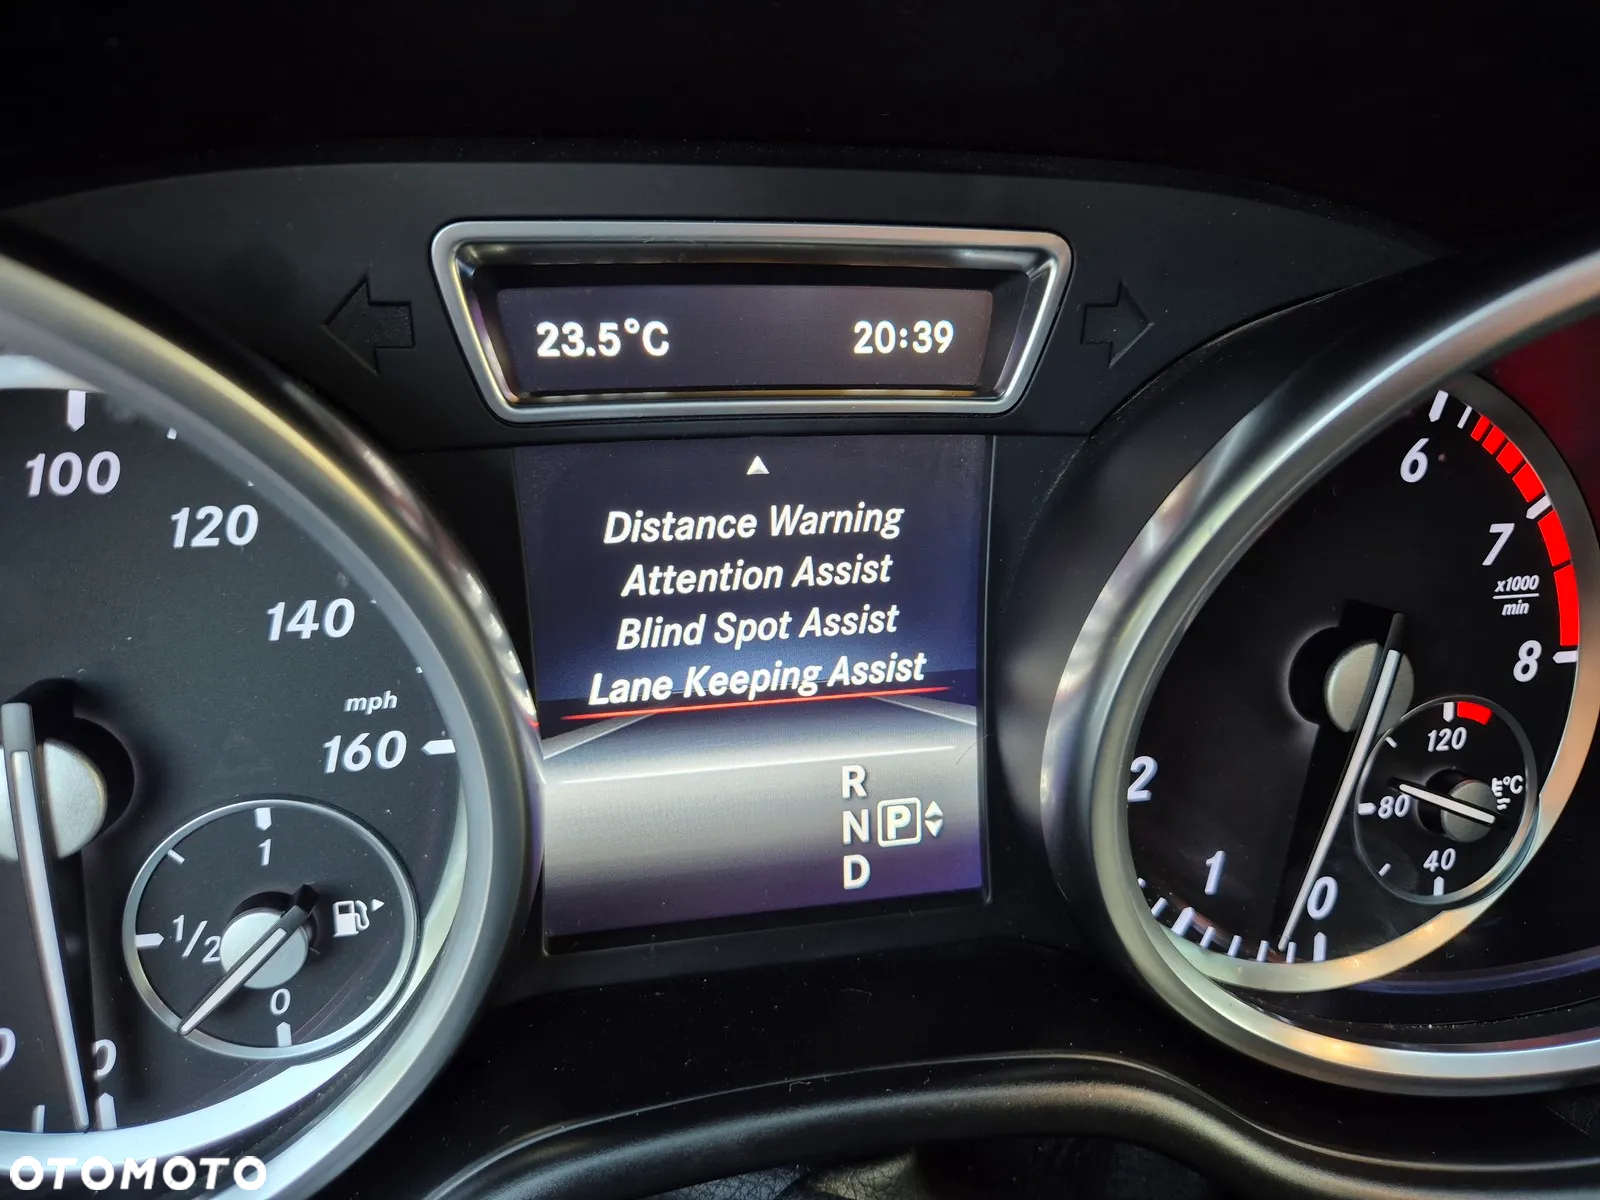 23.5°C 20:39
Distance Warning
Attention Assist
Blind Spot Assist
Lane Keeping Assist
R
N P
D
100
120
140
mph
160
1
1/2
0
0
6
7
x1000
min
8
2
1
0
120
80 °C
40
OTOMOTO